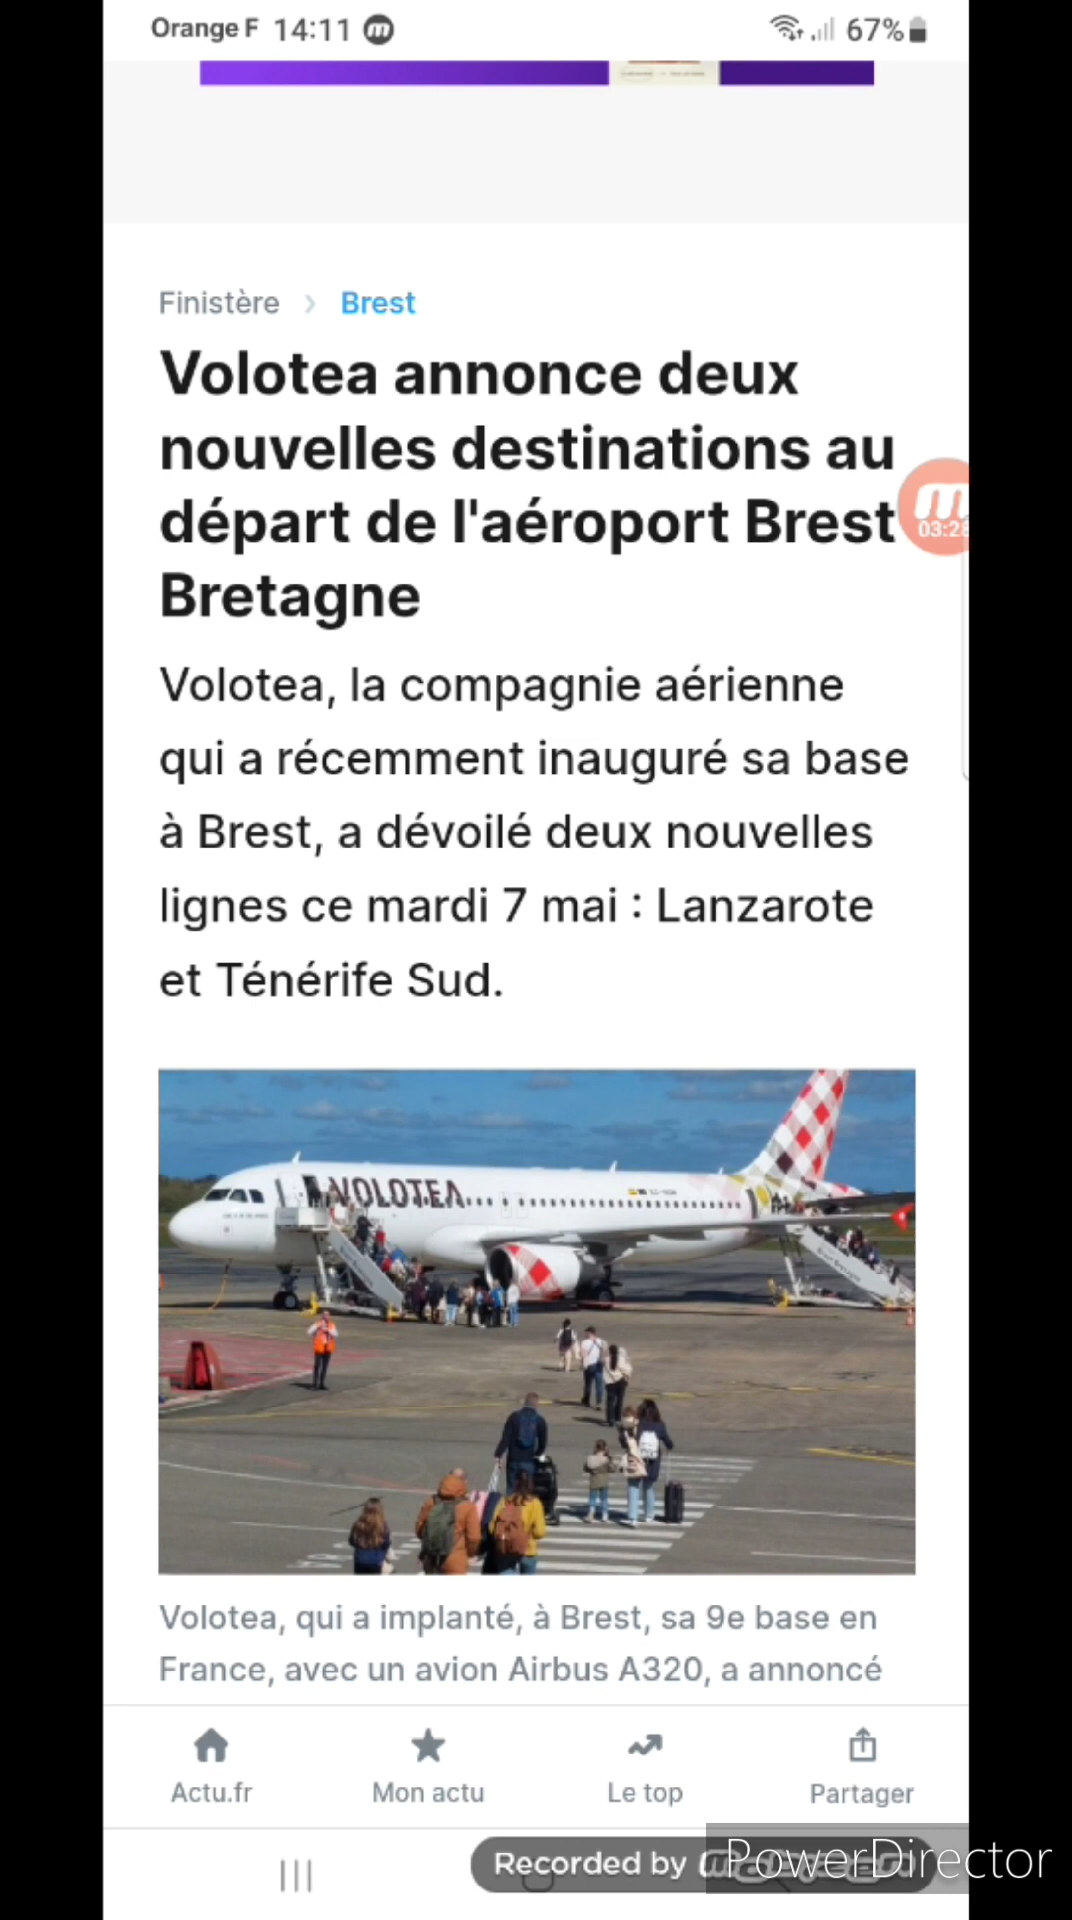 Orange F 14:11 67%
Finistère > Brest
Volotea annonce deux
nouvelles destinations au
départ de l'aéroport Brest
Bretagne
03:28
Volotea, la compagnie aérienne
qui a récemment inauguré sa base
à Brest, a dévoilé deux nouvelles
lignes ce mardi 7 mai : Lanzarote
et Ténérife Sud.
VOLOTEA
Volotea, qui a implanté, à Brest, sa 9e base en
France, avec un avion Airbus A320, a annoncé
Actu.fr Mon actu Le top Partager
Recorded by
PowerDirector